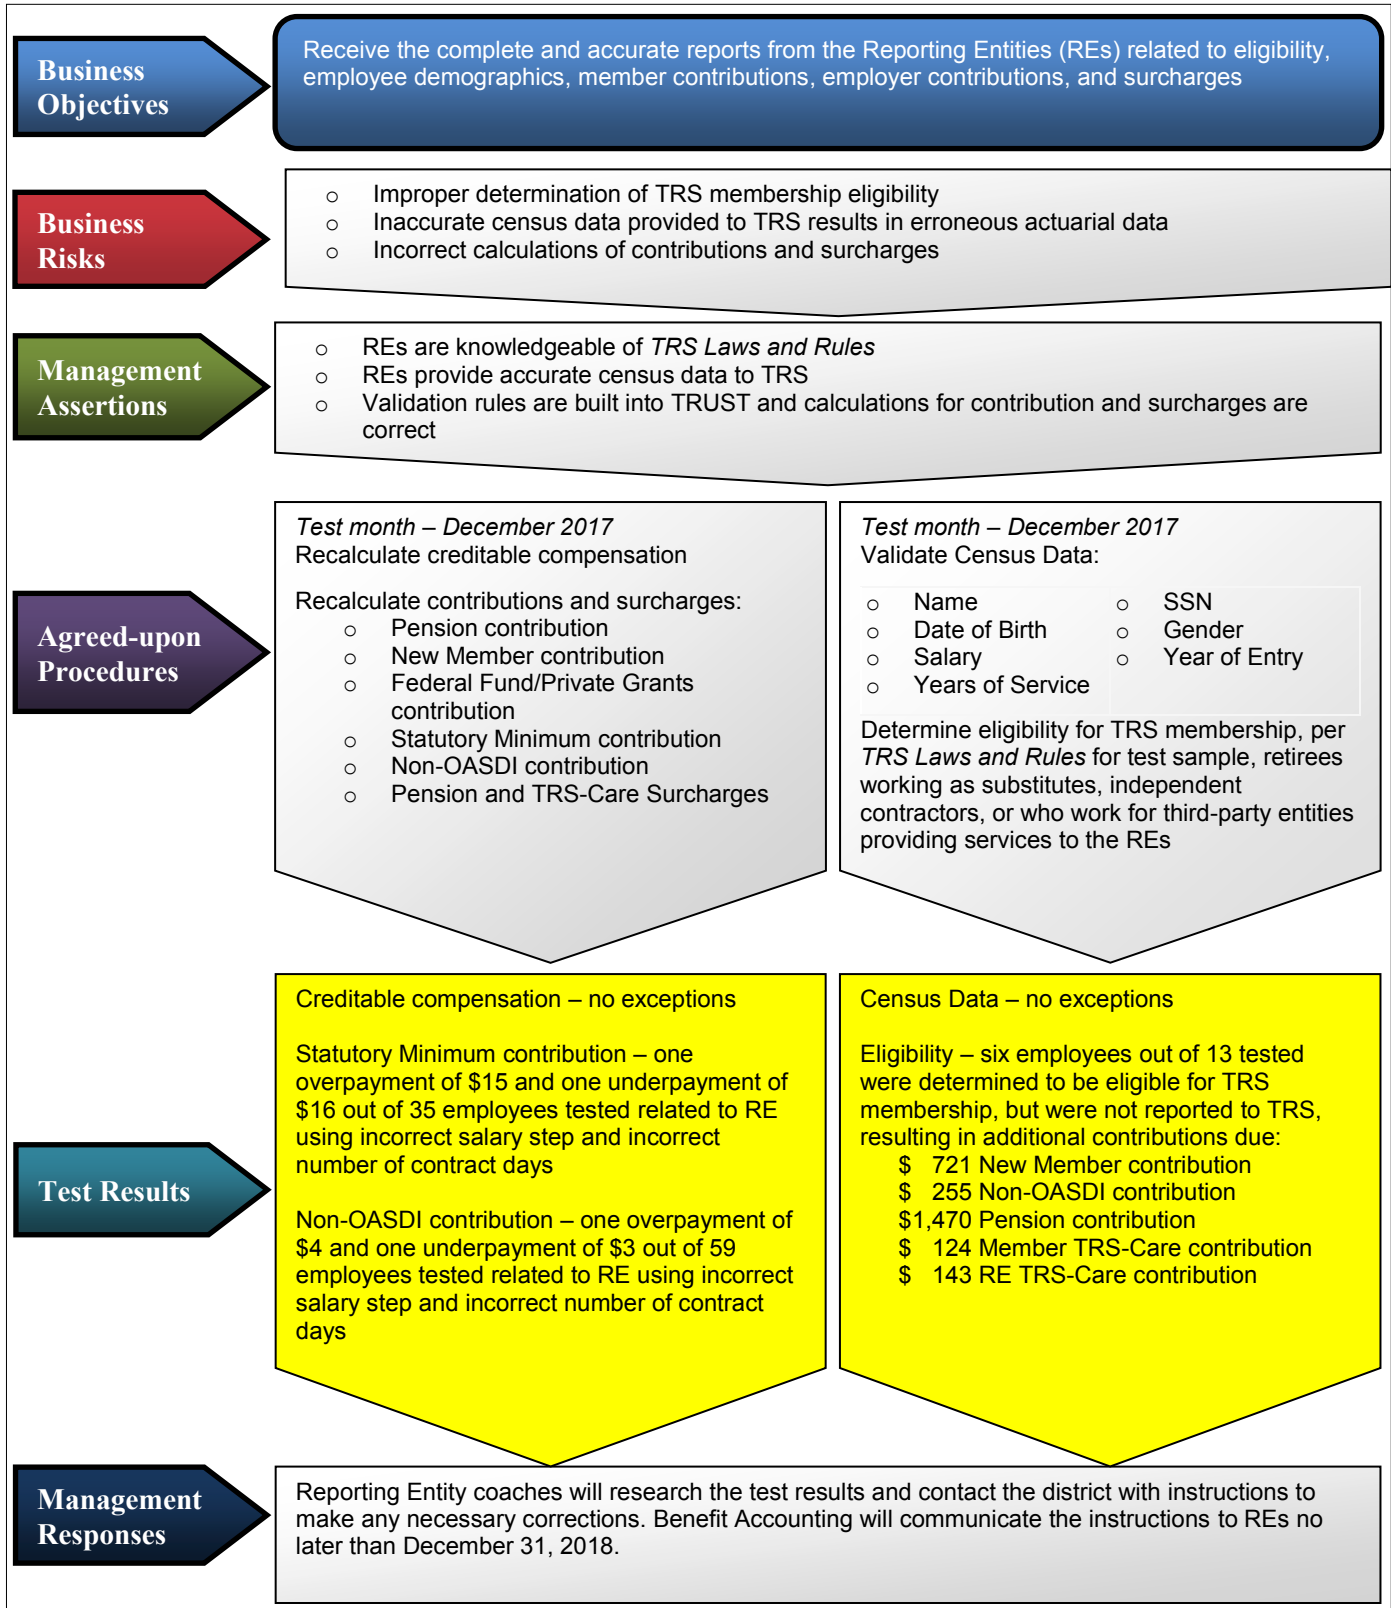 Business
Objectives
Receive the complete and accurate reports from the Reporting Entities (REs) related to eligibility,
employee demographics, member contributions, employer contributions, and surcharges
Business
Risks
o Improper determination of TRS membership eligibility
o Inaccurate census data provided to TRS results in erroneous actuarial data
o Incorrect calculations of contributions and surcharges
Management
Assertions
o REs are knowledgeable of TRS Laws and Rules
o REs provide accurate census data to TRS
o Validation rules are built into TRUST and calculations for contribution and surcharges are
correct
Agreed-upon
Procedures
Test month – December 2017
Recalculate creditable compensation
Recalculate contributions and surcharges:
o Pension contribution
o New Member contribution
o Federal Fund/Private Grants
contribution
o Statutory Minimum contribution
o Non-OASDI contribution
o Pension and TRS-Care Surcharges
Test month – December 2017
Validate Census Data:
o Name
o Date of Birth
o Salary
o Years of Service
o SSN
o Gender
o Year of Entry
Determine eligibility for TRS membership, per
TRS Laws and Rules for test sample, retirees
working as substitutes, independent
contractors, or who work for third-party entities
providing services to the REs
Test Results
Creditable compensation – no exceptions
Statutory Minimum contribution – one
overpayment of $15 and one underpayment of
$16 out of 35 employees tested related to RE
using incorrect salary step and incorrect
number of contract days
Non-OASDI contribution – one overpayment of
$4 and one underpayment of $3 out of 59
employees tested related to RE using incorrect
salary step and incorrect number of contract
days
Census Data – no exceptions
Eligibility – six employees out of 13 tested
were determined to be eligible for TRS
membership, but were not reported to TRS,
resulting in additional contributions due:
$ 721 New Member contribution
$ 255 Non-OASDI contribution
$1,470 Pension contribution
$ 124 Member TRS-Care contribution
$ 143 RE TRS-Care contribution
Management
Responses
Reporting Entity coaches will research the test results and contact the district with instructions to
make any necessary corrections. Benefit Accounting will communicate the instructions to REs no
later than December 31, 2018.